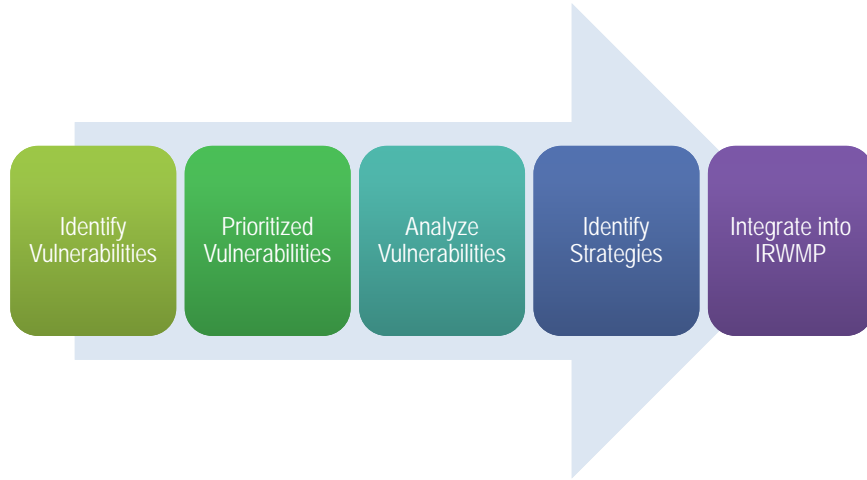 Identify
Vulnerabilities
Prioritized
Vulnerabilities
Analyze
Vulnerabilities
Identify
Strategies
Integrate into
IRWMP